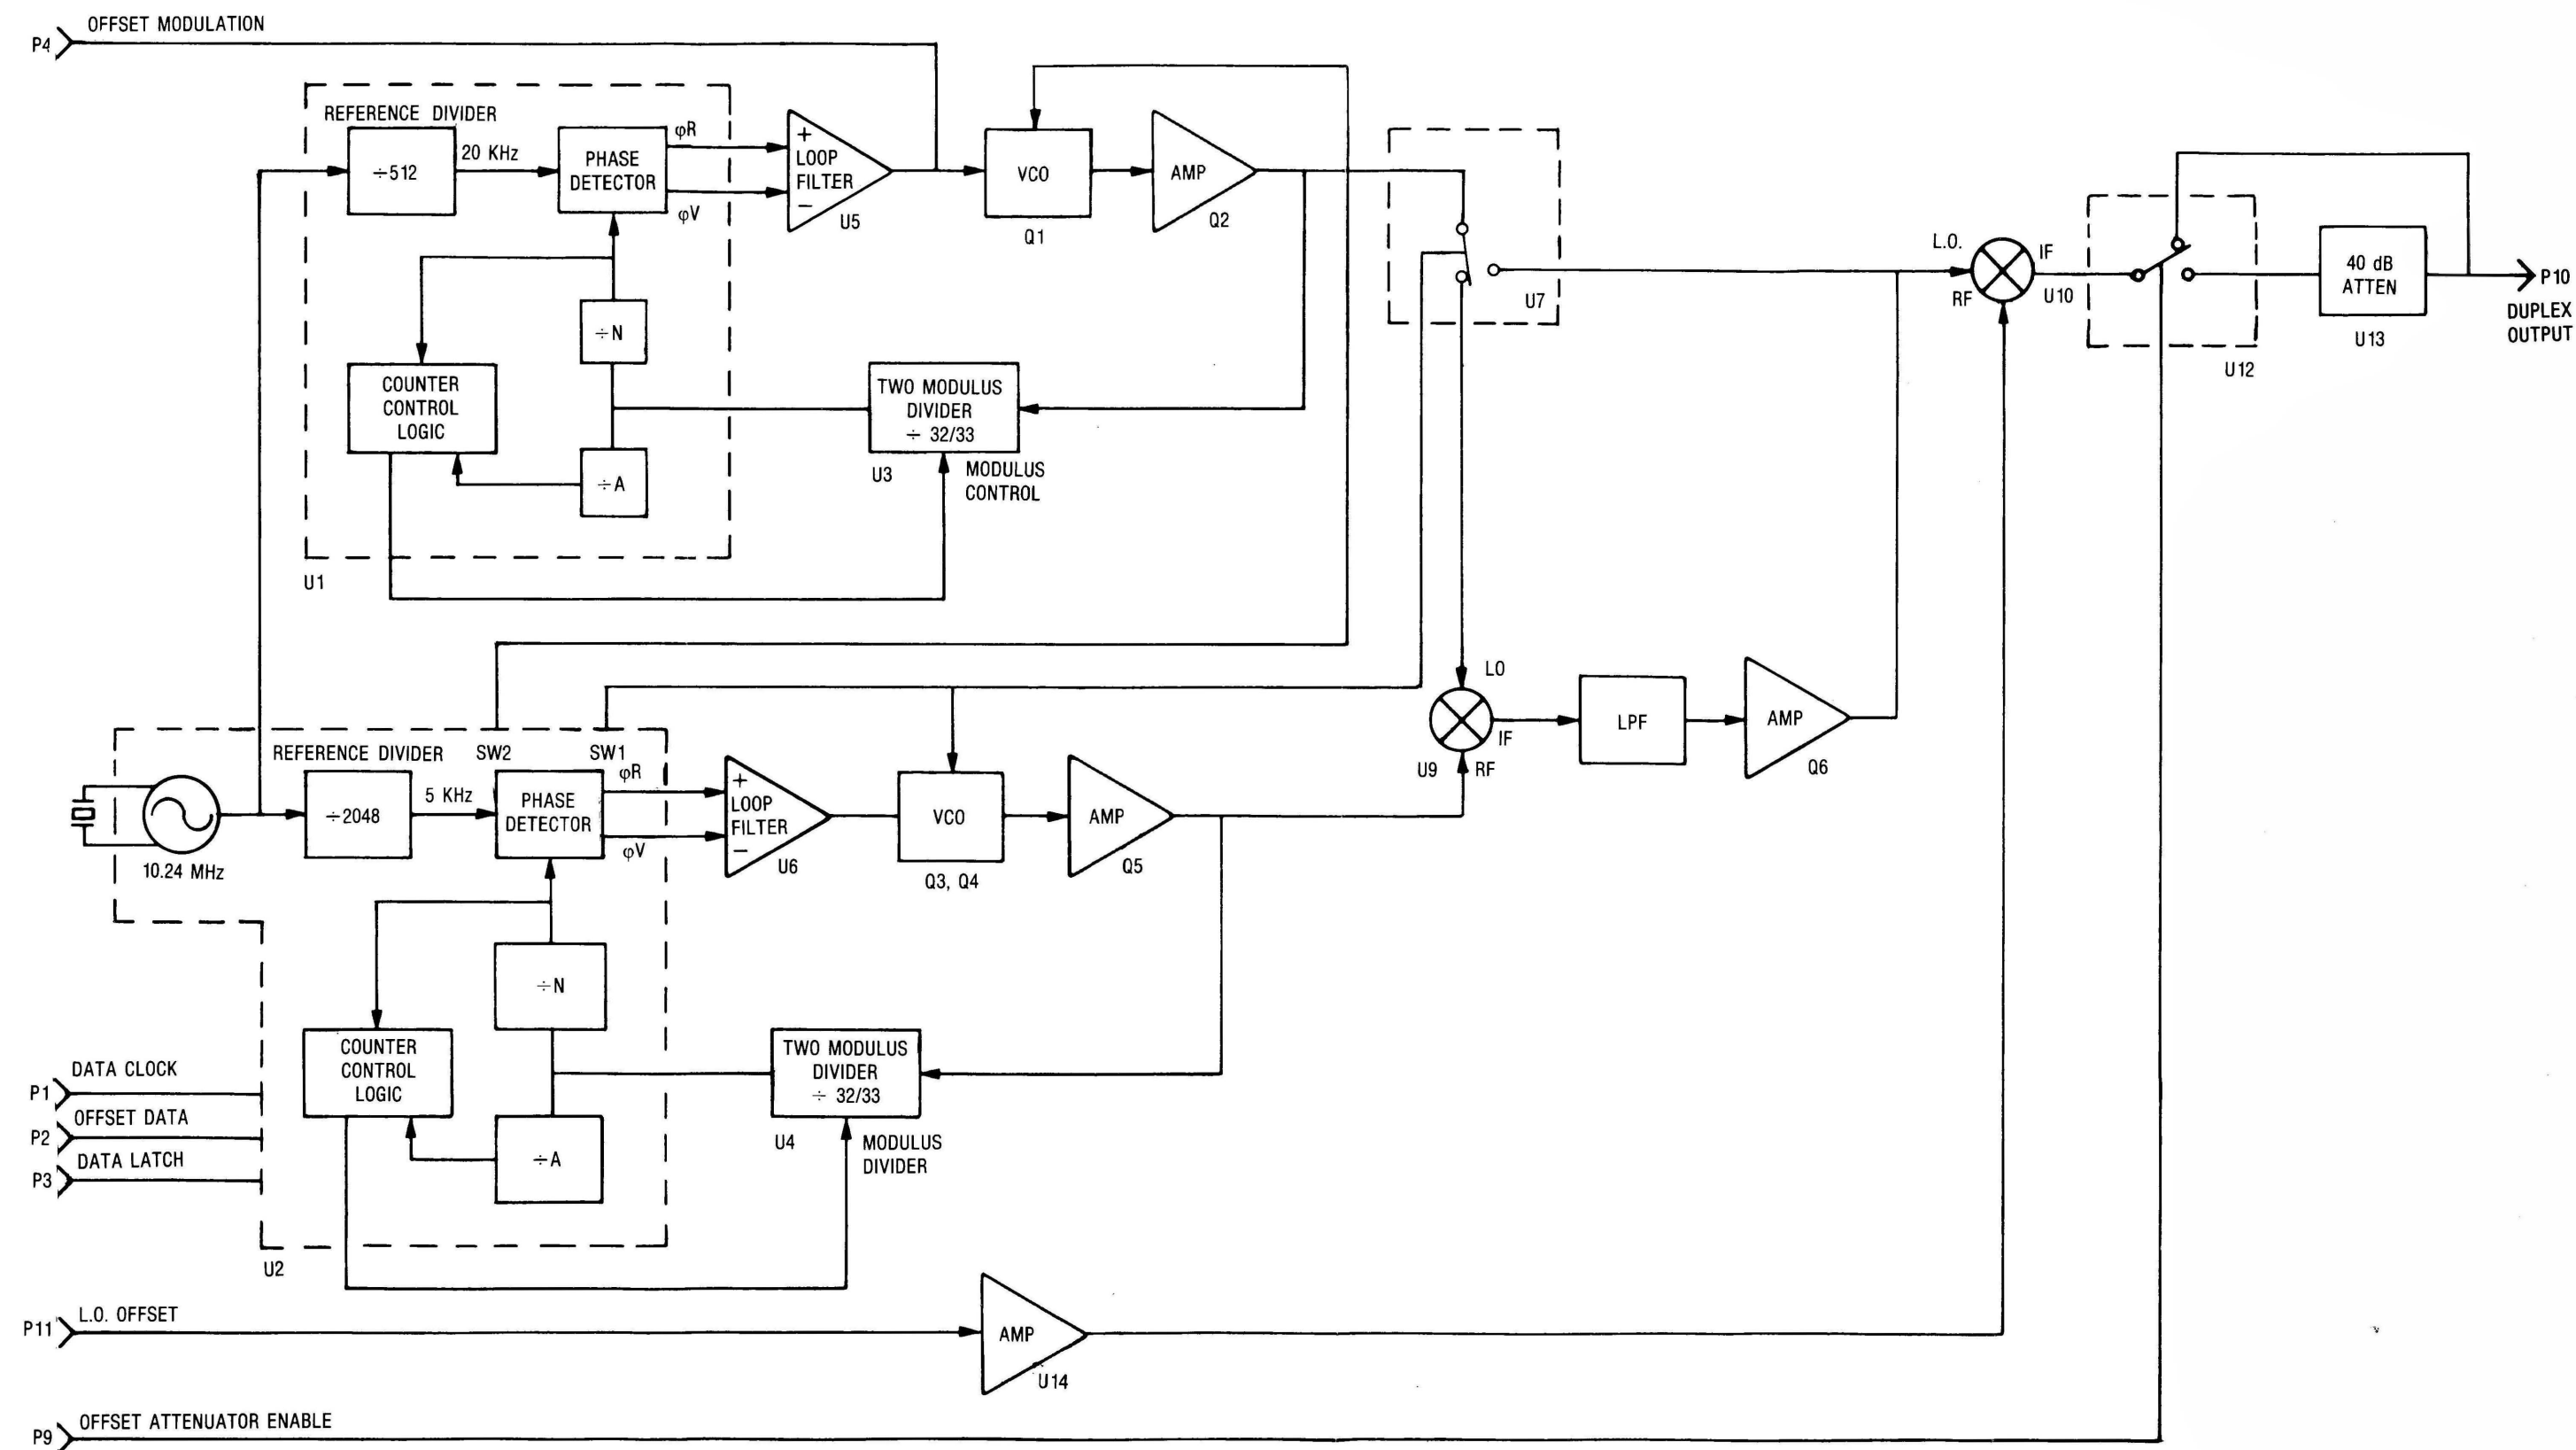 OFFSET MODULATION
P4
REFERENCE DIVIDER
÷512
20 KHz
PHASE
DETECTOR
φR
φV
+
LOOP
FILTER
−
U5
VCO
Q1
AMP
Q2
÷N
COUNTER
CONTROL
LOGIC
÷A
TWO MODULUS
DIVIDER
÷ 32/33
U3
MODULUS
CONTROL
U1
U7
L.O.
RF
IF
U10
U12
40 dB
ATTEN
U13
P10
DUPLEX
OUTPUT
REFERENCE DIVIDER
SW2
SW1
10.24 MHz
÷2048
5 KHz
PHASE
DETECTOR
φR
φV
+
LOOP
FILTER
−
U6
VCO
Q3, Q4
AMP
Q5
LO
IF
U9
RF
LPF
AMP
Q6
÷N
COUNTER
CONTROL
LOGIC
÷A
TWO MODULUS
DIVIDER
÷ 32/33
U4
MODULUS
DIVIDER
DATA CLOCK
P1
OFFSET DATA
P2
DATA LATCH
P3
U2
L.O. OFFSET
P11
AMP
U14
OFFSET ATTENUATOR ENABLE
P9